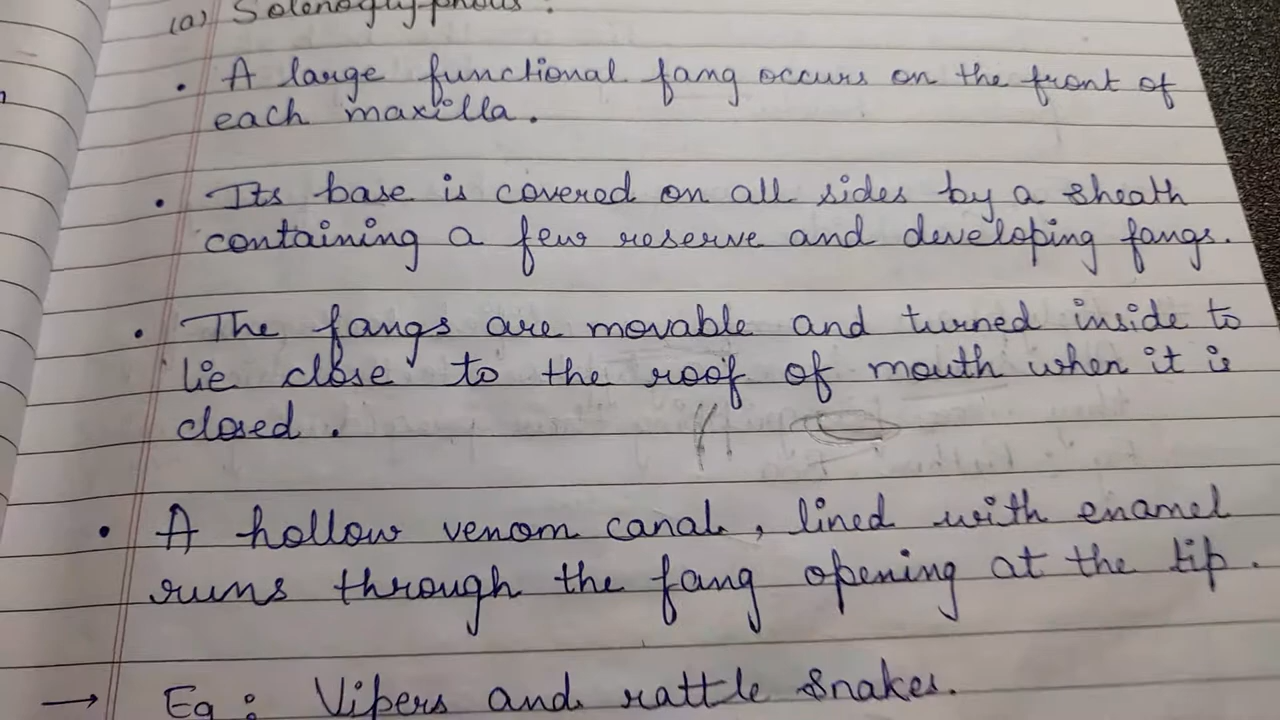 (a) Solenoglyphous :
• A large functional fang occurs on the front of
each maxilla.
• Its base is covered on all sides by a sheath
containing a few reserve and developing fangs.
• The fangs are movable and turned inside to
lie close to the roof of mouth when it is
closed.
• A hollow venom canal, lined with enamel
runs through the fang opening at the tip.
→ Eg : Vipers and rattle snakes.